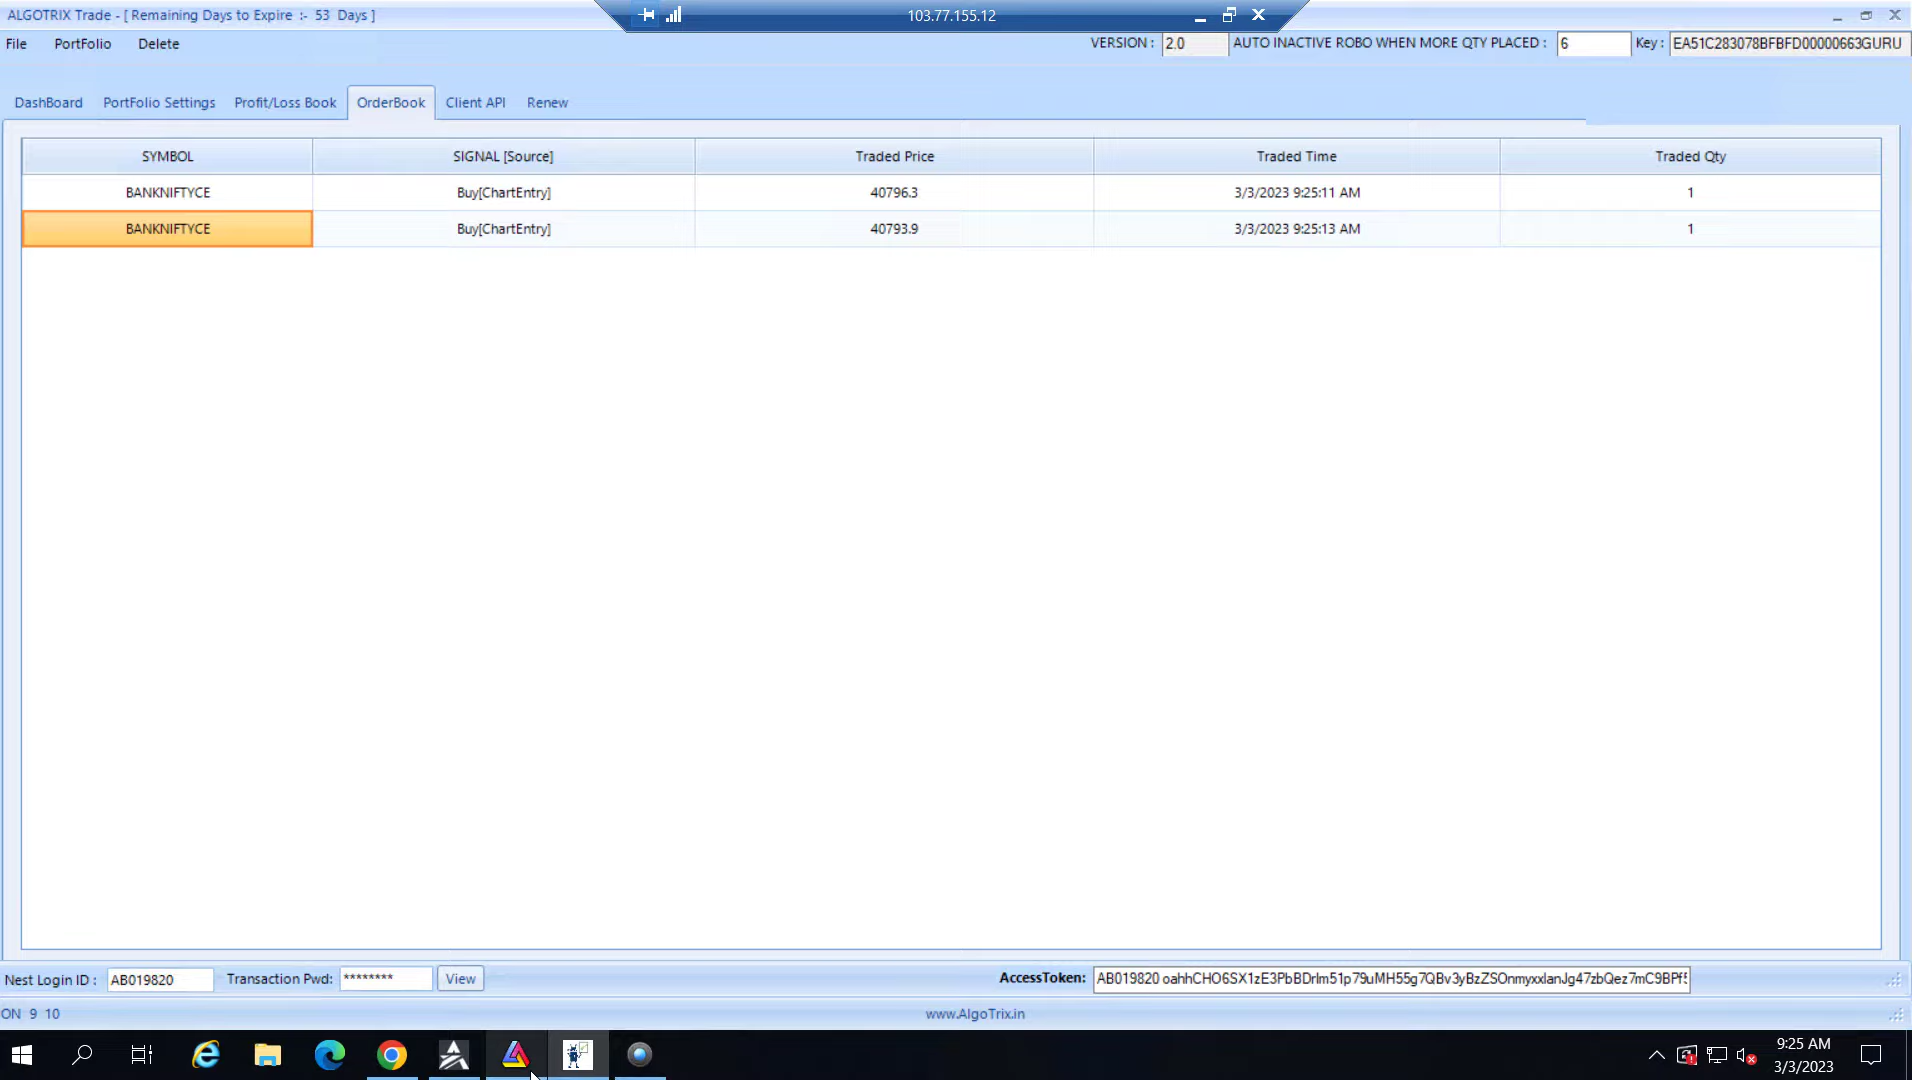 ALGOTRIX Trade - [ Remaining Days to Expire :- 53 Days ]
103.77.155.12
File PortFolio Delete
VERSION : 2.0 AUTO INACTIVE ROBO WHEN MORE QTY PLACED : 6 Key : EA51C283078BFBFD00000663GURU
DashBoard PortFolio Settings Profit/Loss Book OrderBook Client API Renew
SYMBOL SIGNAL [Source] Traded Price Traded Time Traded Qty
BANKNIFTYCE Buy[ChartEntry] 40796.3 3/3/2023 9:25:11 AM 1
BANKNIFTYCE Buy[ChartEntry] 40793.9 3/3/2023 9:25:13 AM 1
Nest Login ID : AB019820 Transaction Pwd: ******** View AccessToken: AB019820
ON 9 10 www.AlgoTrix.in
9:25 AM
3/3/2023